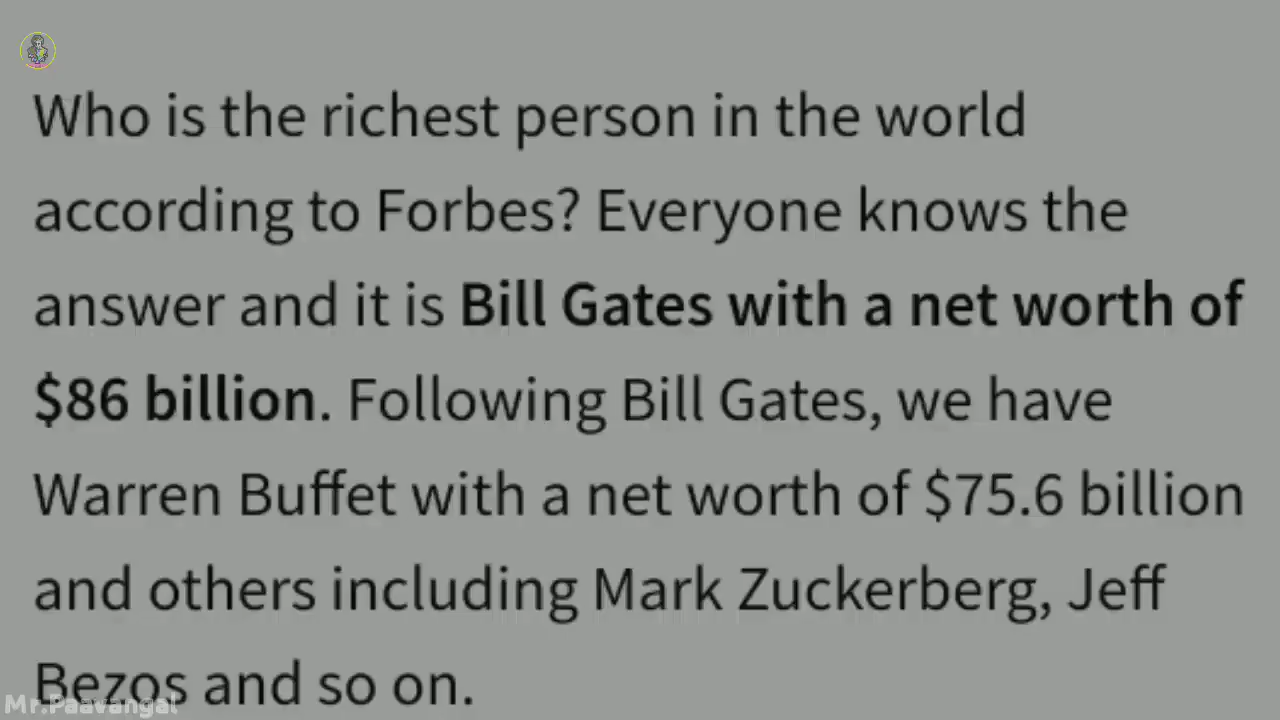 Who is the richest person in the world
according to Forbes? Everyone knows the
answer and it is Bill Gates with a net worth of
$86 billion. Following Bill Gates, we have
Warren Buffet with a net worth of $75.6 billion
and others including Mark Zuckerberg, Jeff
Bezos and so on.
Mr.Paavangal